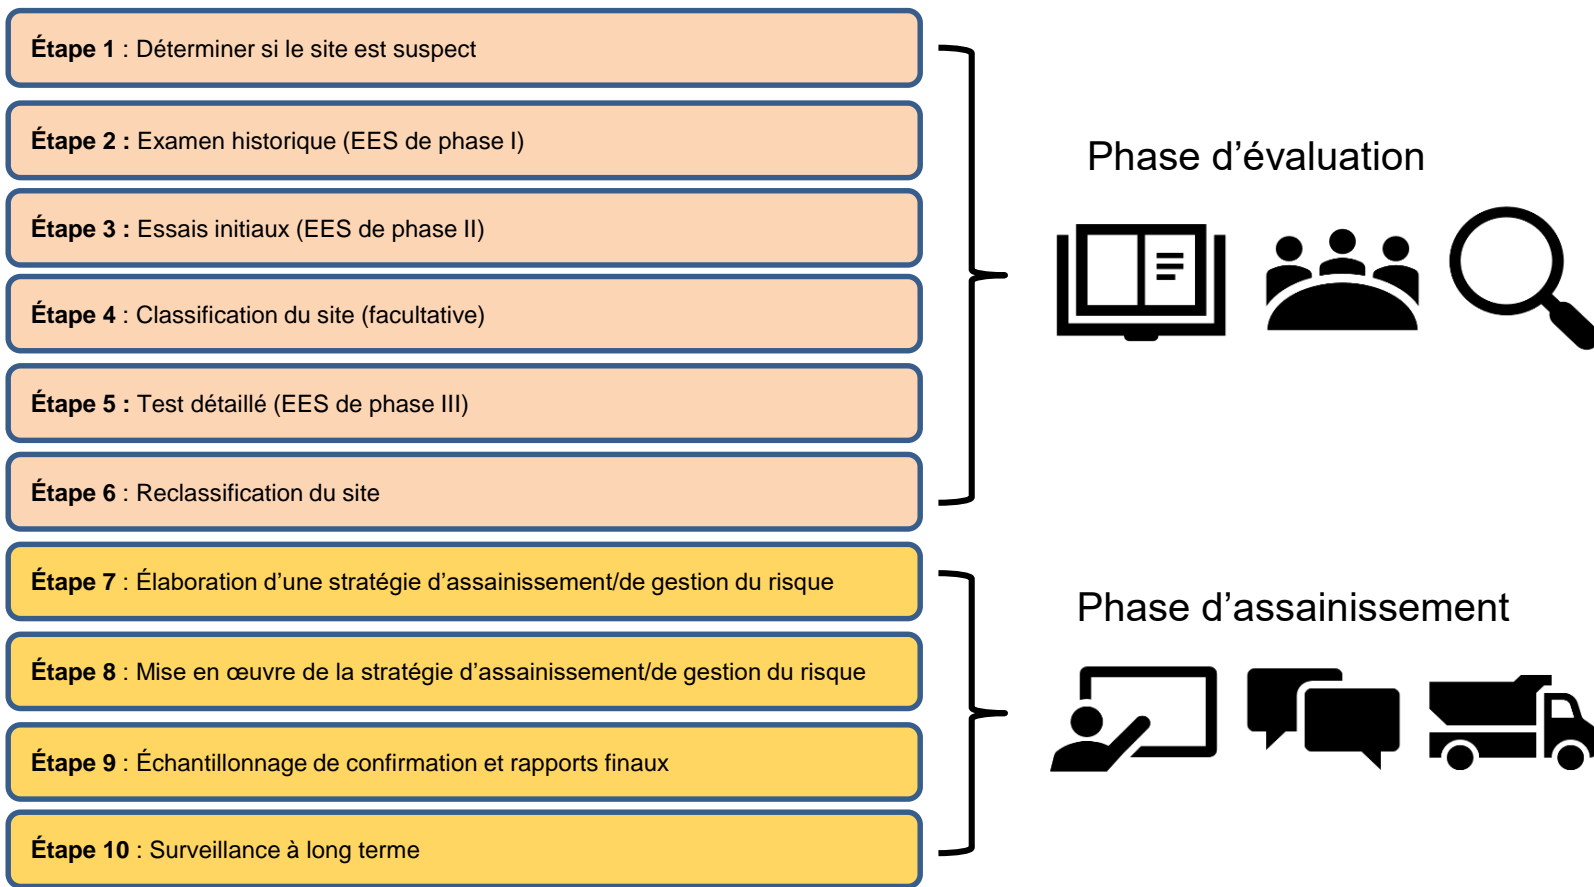 Étape 1 : Déterminer si le site est suspect
Étape 2 : Examen historique (EES de phase I)
Étape 3 : Essais initiaux (EES de phase II)
Étape 4 : Classification du site (facultative)
Étape 5 : Test détaillé (EES de phase III)
Étape 6 : Reclassification du site
Phase d’évaluation
Étape 7 : Élaboration d’une stratégie d’assainissement/de gestion du risque
Étape 8 : Mise en œuvre de la stratégie d’assainissement/de gestion du risque
Étape 9 : Échantillonnage de confirmation et rapports finaux
Étape 10 : Surveillance à long terme
Phase d’assainissement